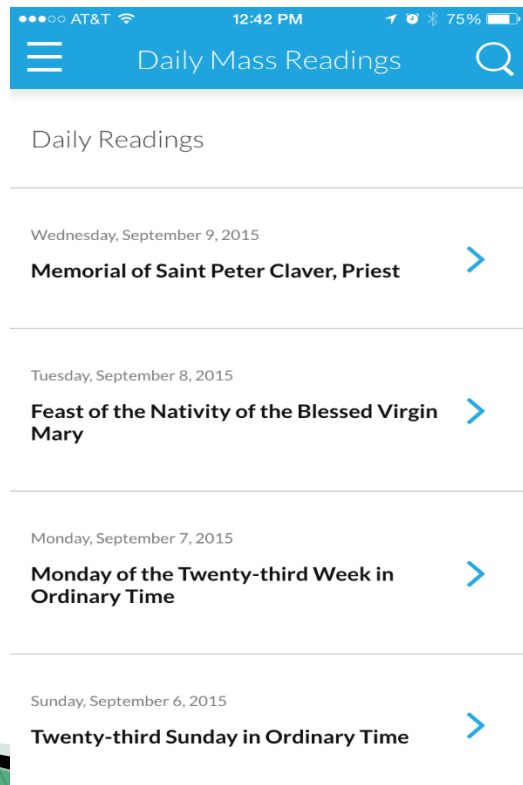 AT&T 12:42 PM 75%
Daily Mass Readings
Daily Readings
Wednesday, September 9, 2015
Memorial of Saint Peter Claver, Priest
Tuesday, September 8, 2015
Feast of the Nativity of the Blessed Virgin
Mary
Monday, September 7, 2015
Monday of the Twenty-third Week in
Ordinary Time
Sunday, September 6, 2015
Twenty-third Sunday in Ordinary Time